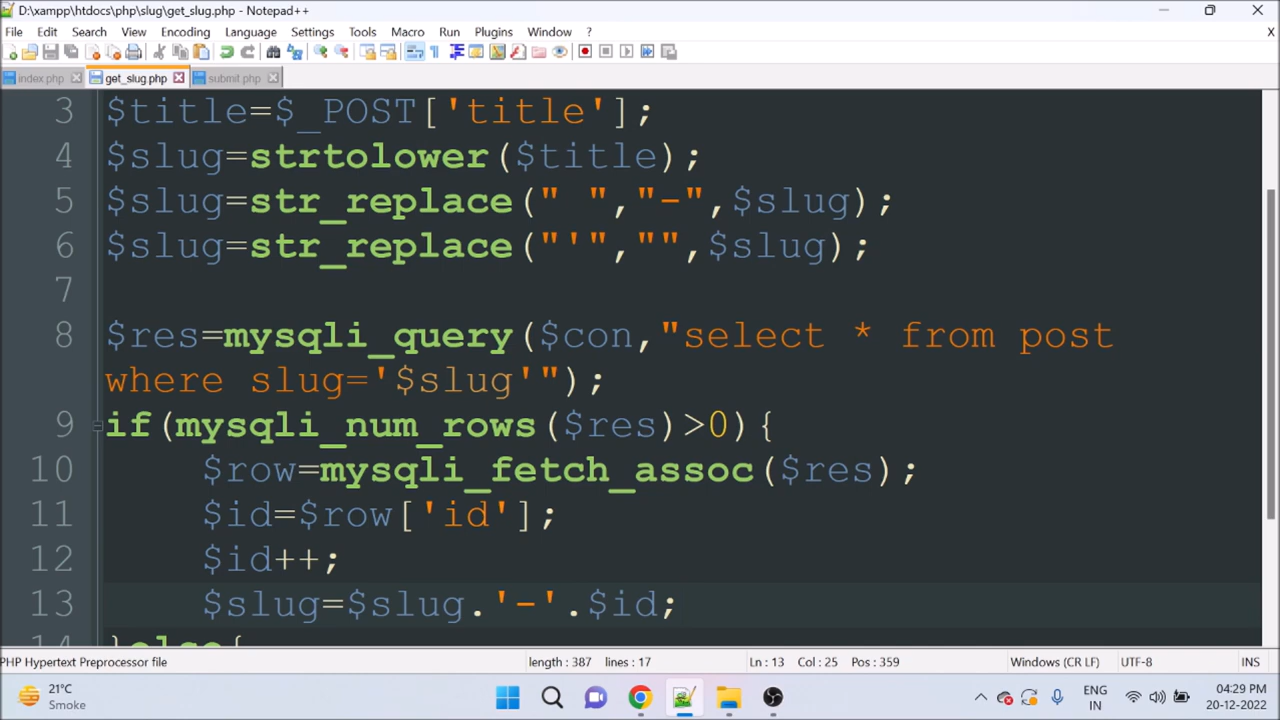 D:\xampp\htdocs\php\slug\get_slug.php - Notepad++
File Edit Search View Encoding Language Settings Tools Macro Run Plugins Window ? X
index.php get_slug.php submit.php
3 $title=$_POST['title'];
4 $slug=strtolower($title);
5 $slug=str_replace(" ","-",$slug);
6 $slug=str_replace("'","",$slug);
7
8 $res=mysqli_query($con,"select * from post
where slug='$slug'");
9 if(mysqli_num_rows($res)>0){
10 $row=mysqli_fetch_assoc($res);
11 $id=$row['id'];
12 $id++;
13 $slug=$slug.'-'.$id;
14 }else{
PHP Hypertext Preprocessor file length : 387 lines : 17 Ln : 13 Col : 25 Pos : 359 Windows (CR LF) UTF-8 INS
21°C ENG 04:29 PM
Smoke IN 20-12-2022